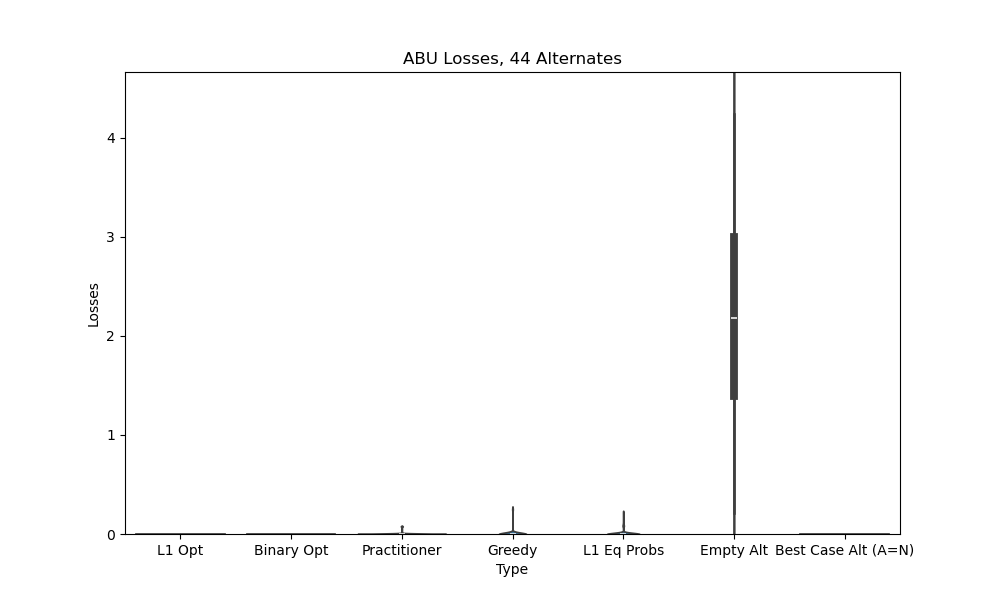 ABU Losses, 44 Alternates
Losses
4
3
2
1
0
L1 Opt
Binary Opt
Practitioner
Greedy
L1 Eq Probs
Empty Alt
Best Case Alt (A=N)
Type